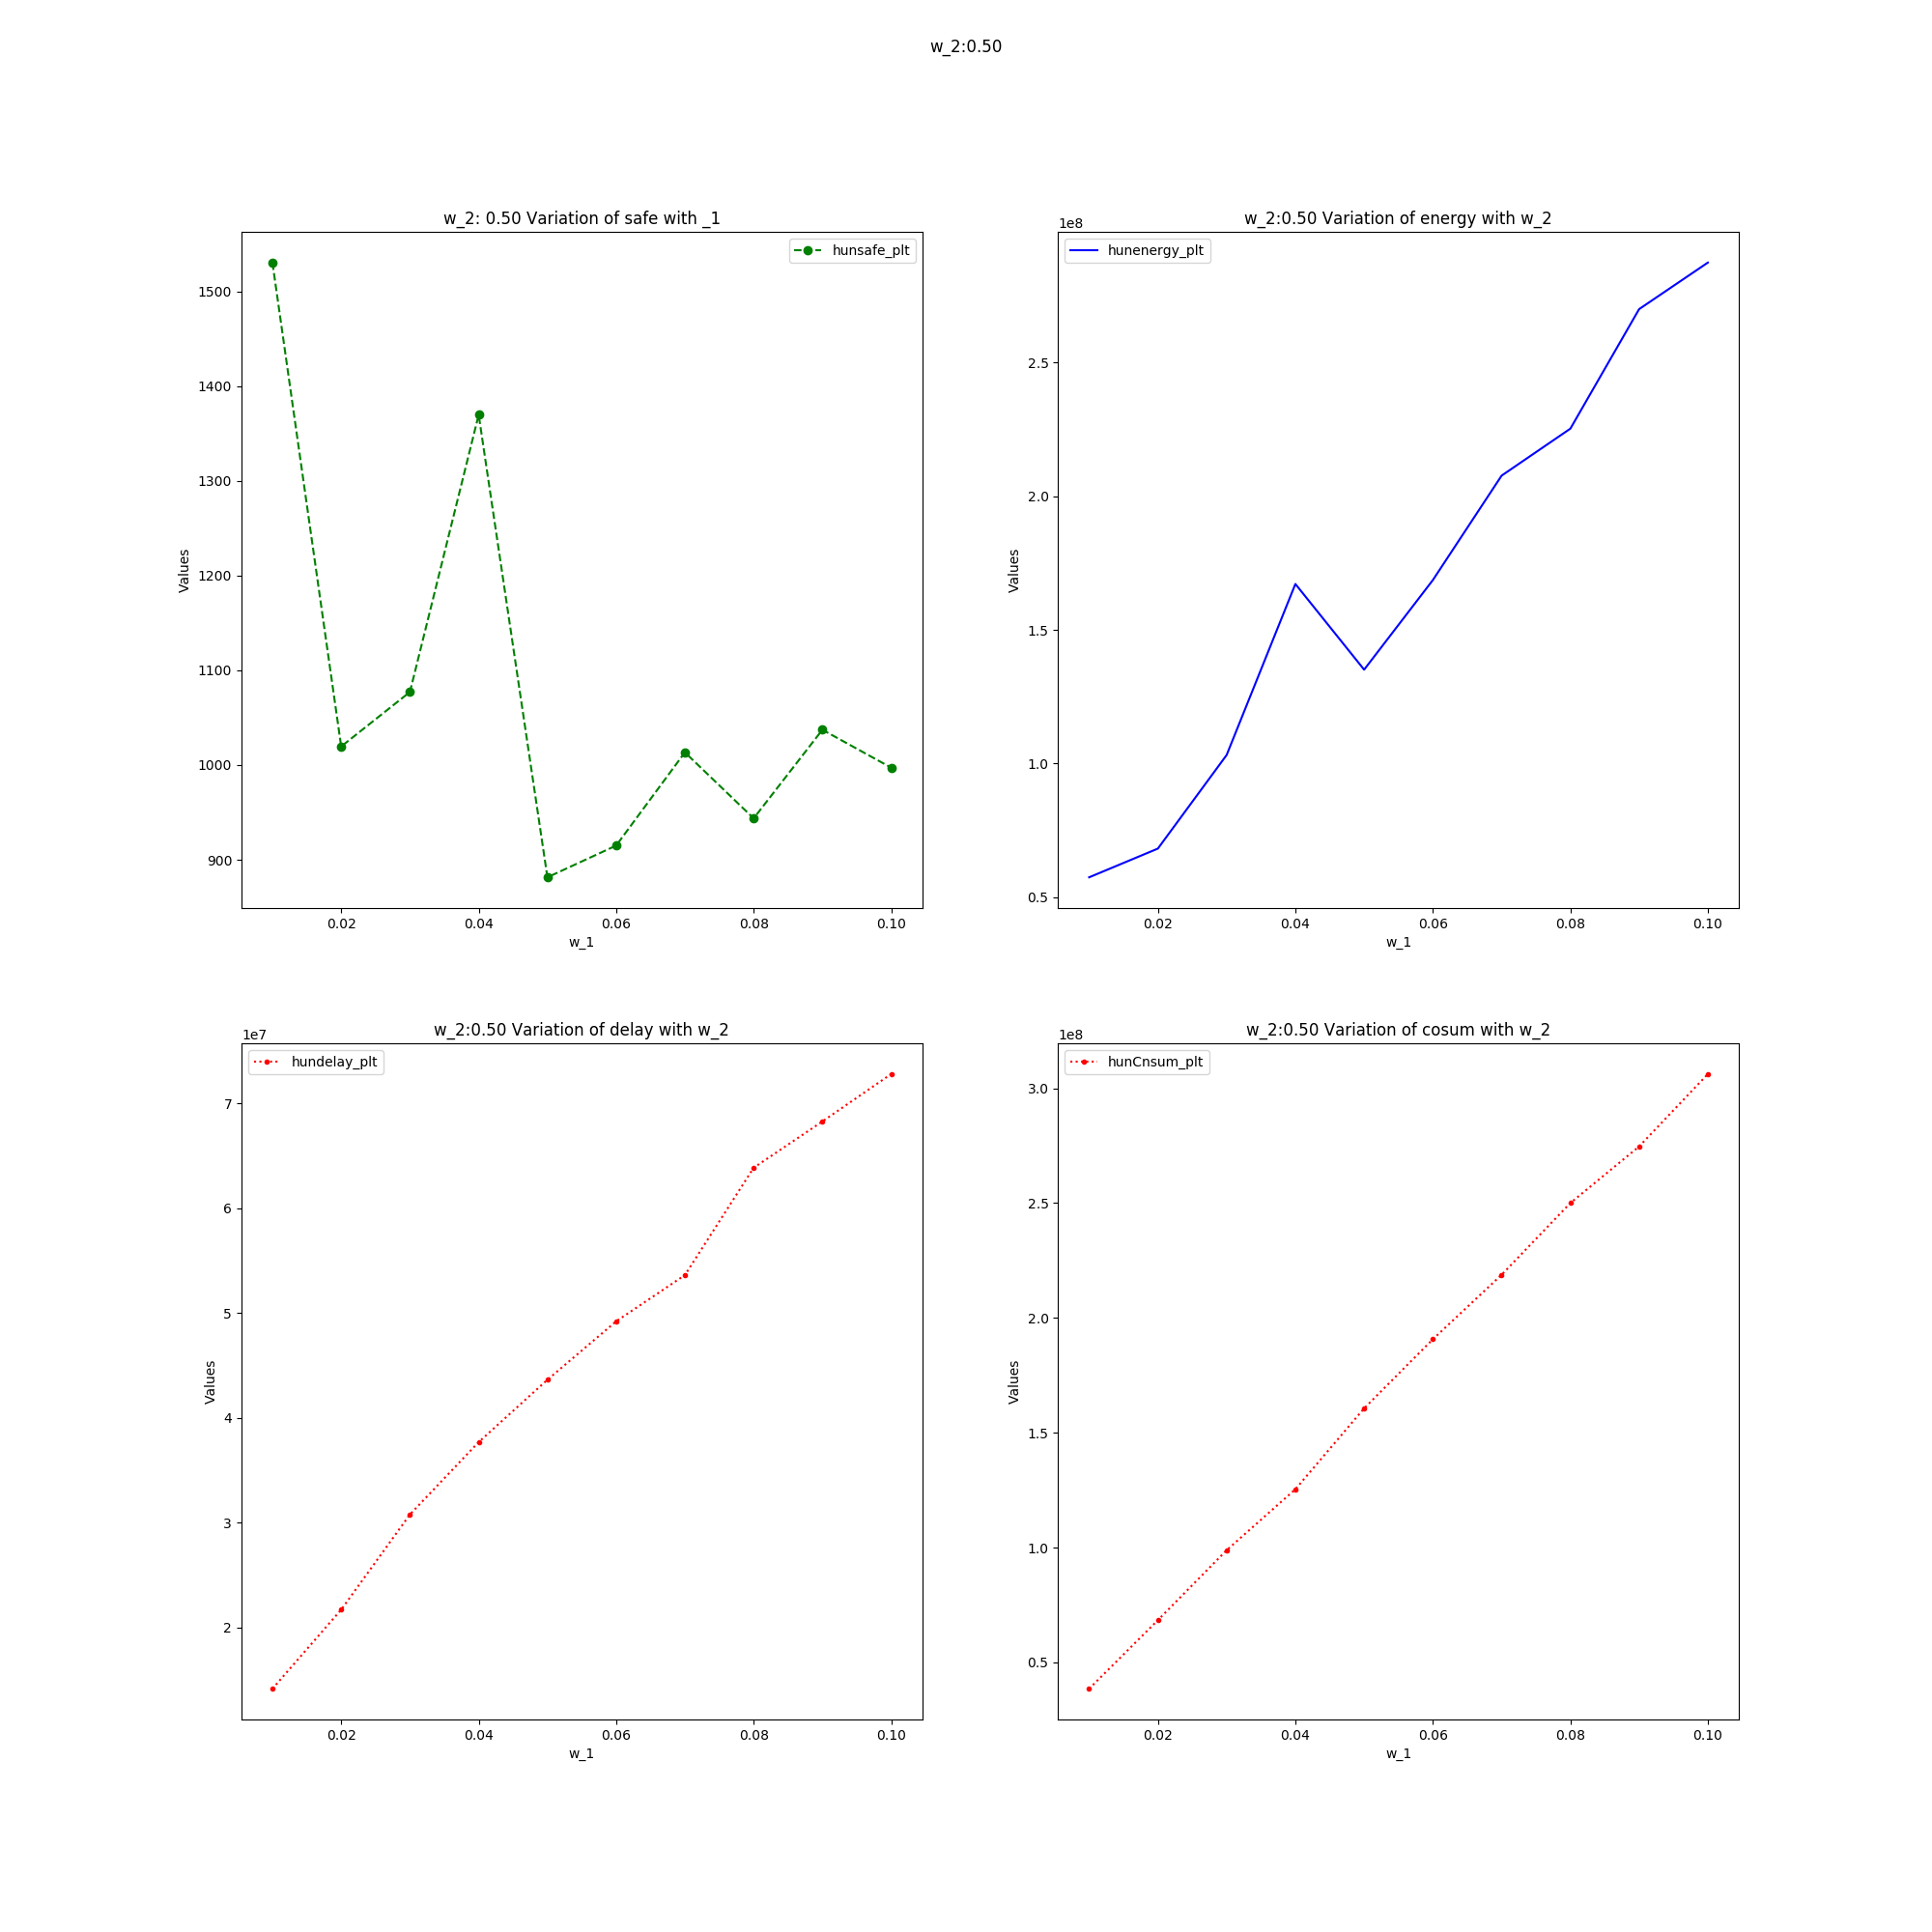 w_2:0.50
w_2: 0.50 Variation of safe with _1
hunsafe_plt
Values
1500
1400
1300
1200
1100
1000
900
0.02 0.04 0.06 0.08 0.10
w_1
w_2:0.50 Variation of energy with w_2
1e8
hunenergy_plt
Values
2.5
2.0
1.5
1.0
0.5
0.02 0.04 0.06 0.08 0.10
w_1
w_2:0.50 Variation of delay with w_2
1e7
hundelay_plt
Values
7
6
5
4
3
2
0.02 0.04 0.06 0.08 0.10
w_1
w_2:0.50 Variation of cosum with w_2
1e8
hunCnsum_plt
Values
3.0
2.5
2.0
1.5
1.0
0.5
0.02 0.04 0.06 0.08 0.10
w_1